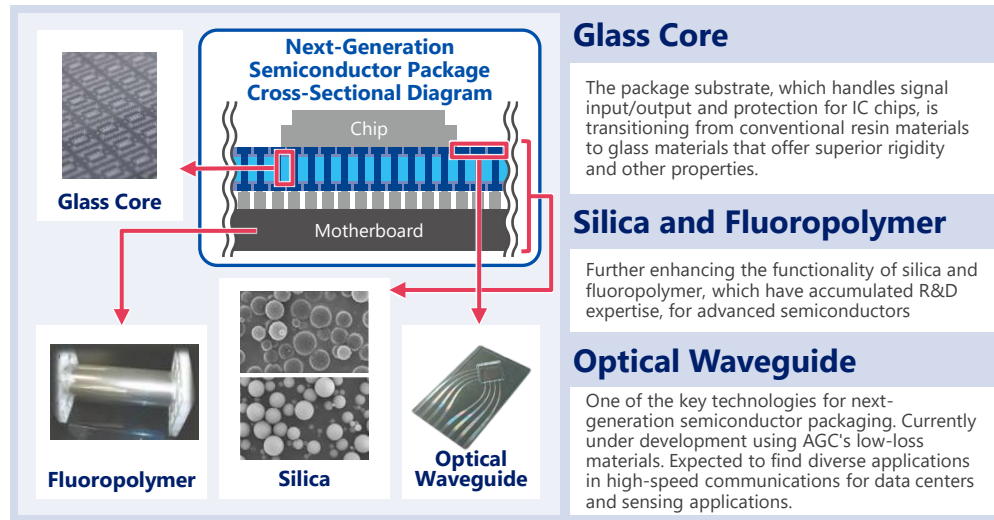 Next-Generation
Semiconductor Package
Cross-Sectional Diagram
Chip
Motherboard
Glass Core
Fluoropolymer
Silica
Optical
Waveguide
Glass Core
The package substrate, which handles signal
input/output and protection for IC chips, is
transitioning from conventional resin materials
to glass materials that offer superior rigidity
and other properties.
Silica and Fluoropolymer
Further enhancing the functionality of silica and
fluoropolymer, which have accumulated R&D
expertise, for advanced semiconductors
Optical Waveguide
One of the key technologies for next-
generation semiconductor packaging. Currently
under development using AGC's low-loss
materials. Expected to find diverse applications
in high-speed communications for data centers
and sensing applications.